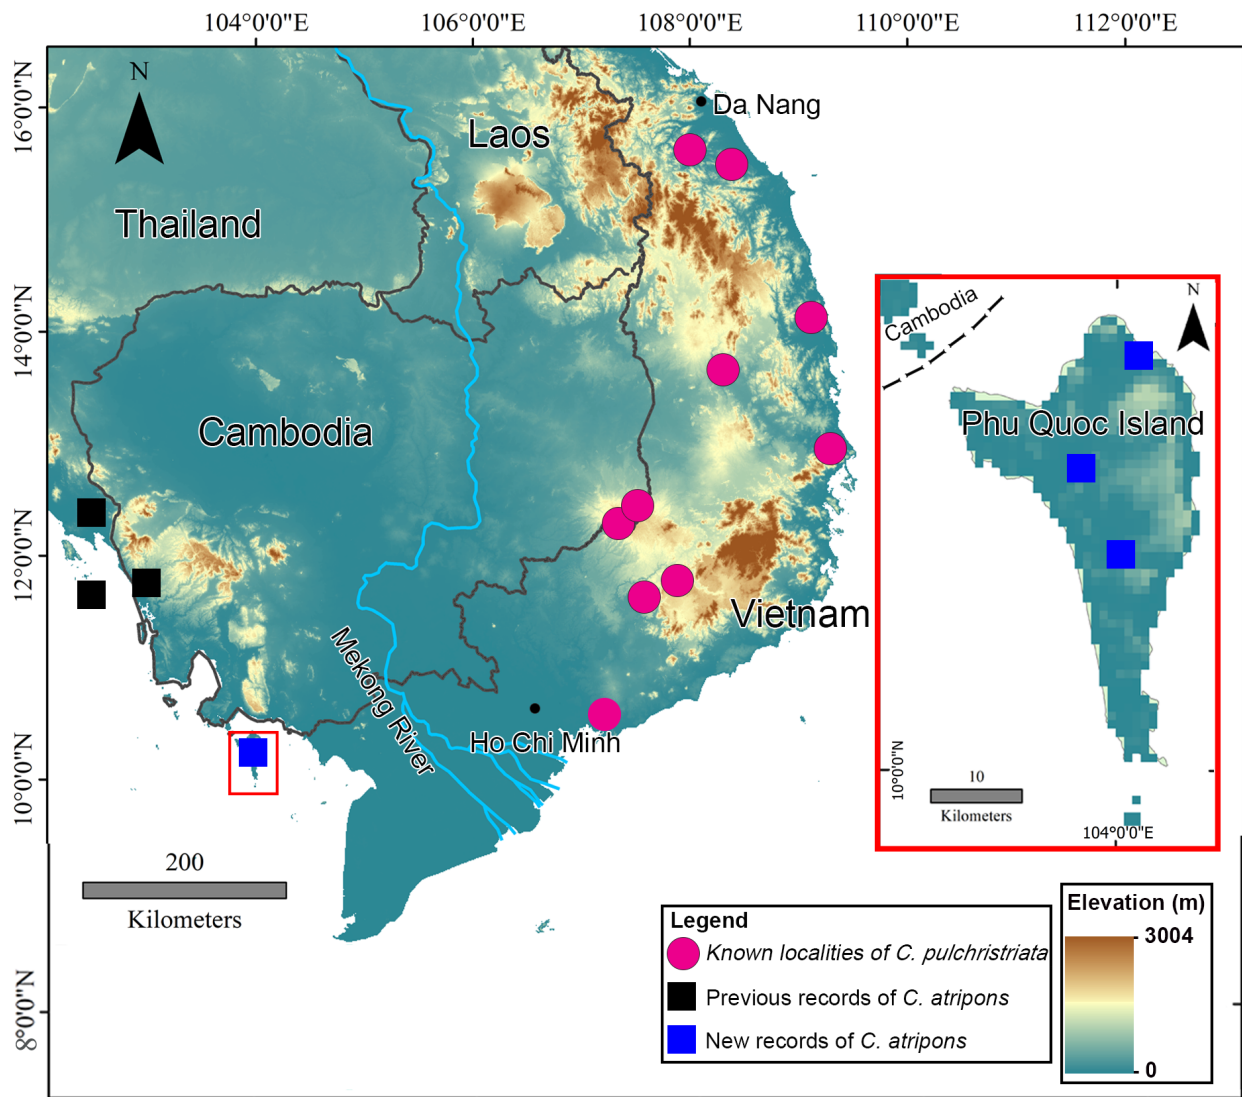 104°0'0"E
106°0'0"E
108°0'0"E
110°0'0"E
112°0'0"E
16°0'0"N
14°0'0"N
12°0'0"N
10°0'0"N
8°0'0"N
N
Laos
Da Nang
Thailand
Cambodia
Vietnam
Mekong River
Ho Chi Minh
200
Kilometers
Cambodia
N
Phu Quoc Island
10°0'0"N
10
Kilometers
104°0'0"E
Legend
Known localities of C. pulchristriata
Previous records of C. atripons
New records of C. atripons
Elevation (m)
3004
0